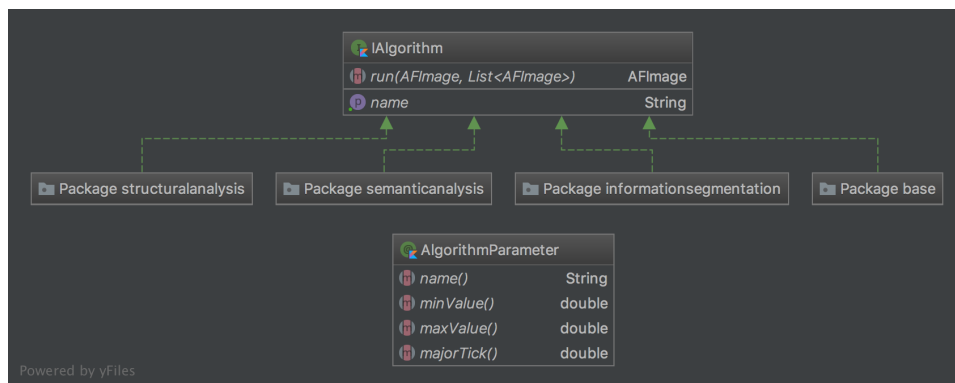 IAlgorithm
run(AFImage, List<AFImage>) AFImage
name String
Package structuralanalysis Package semanticanalysis Package informationsegmentation Package base
AlgorithmParameter
name() String
minValue() double
maxValue() double
majorTick() double
Powered by yFiles